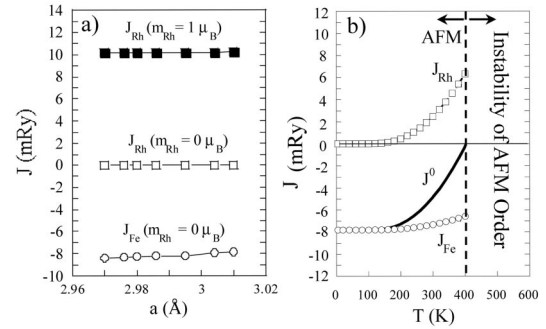 a)
J_Rh (m_Rh = 1 μ_B)
J_Rh (m_Rh = 0 μ_B)
J_Fe (m_Rh = 0 μ_B)
J (mRy)
12
10
8
6
4
2
0
-2
-4
-6
-8
-10
2.96
2.98
3
3.02
a (Å)
b)
AFM
J_Rh
J^0
J_Fe
Instability of AFM Order
J (mRy)
12
10
8
6
4
2
0
-2
-4
-6
-8
-10
-12
0
100
200
300
400
500
600
T (K)